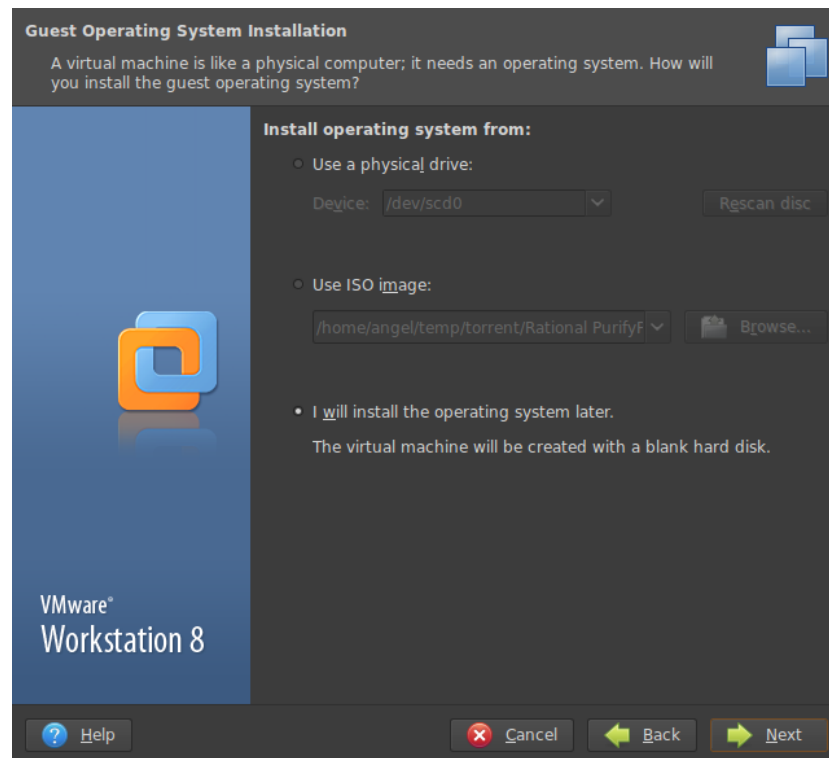 Guest Operating System Installation
A virtual machine is like a physical computer; it needs an operating system. How will
you install the guest operating system?
Install operating system from:
Use a physical drive:
Device: /dev/scd0 Rescan disc
Use ISO image:
/home/angel/temp/torrent/Rational PurifyF Browse...
I will install the operating system later.
The virtual machine will be created with a blank hard disk.
VMware®
Workstation 8
Help Cancel Back Next